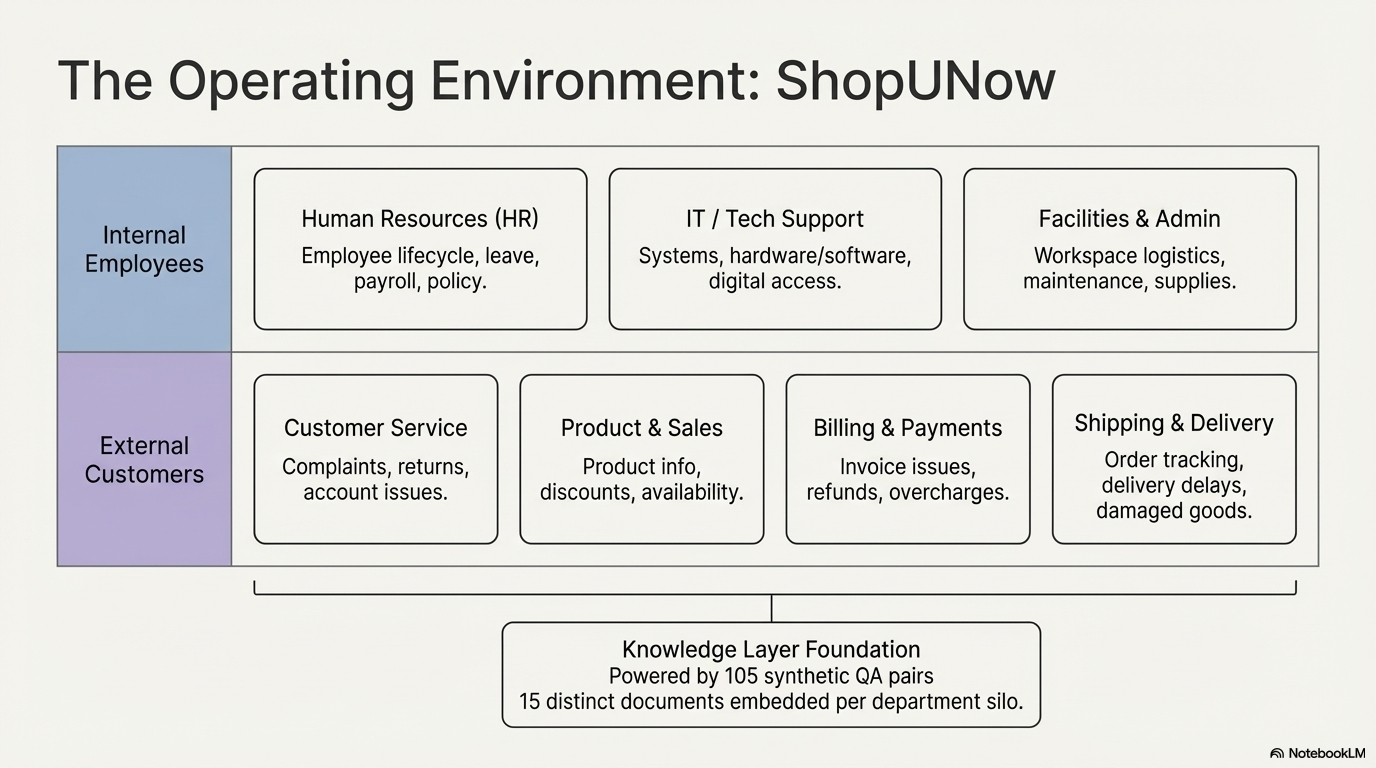 The Operating Environment: ShopUNow
Internal
Employees
Human Resources (HR)
Employee lifecycle, leave,
payroll, policy.
IT / Tech Support
Systems, hardware/software,
digital access.
Facilities & Admin
Workspace logistics,
maintenance, supplies.
External
Customers
Customer Service
Complaints, returns,
account issues.
Product & Sales
Product info,
discounts, availability.
Billing & Payments
Invoice issues,
refunds, overcharges.
Shipping & Delivery
Order tracking,
delivery delays,
damaged goods.
Knowledge Layer Foundation
Powered by 105 synthetic QA pairs
15 distinct documents embedded per department silo.
NotebookLM